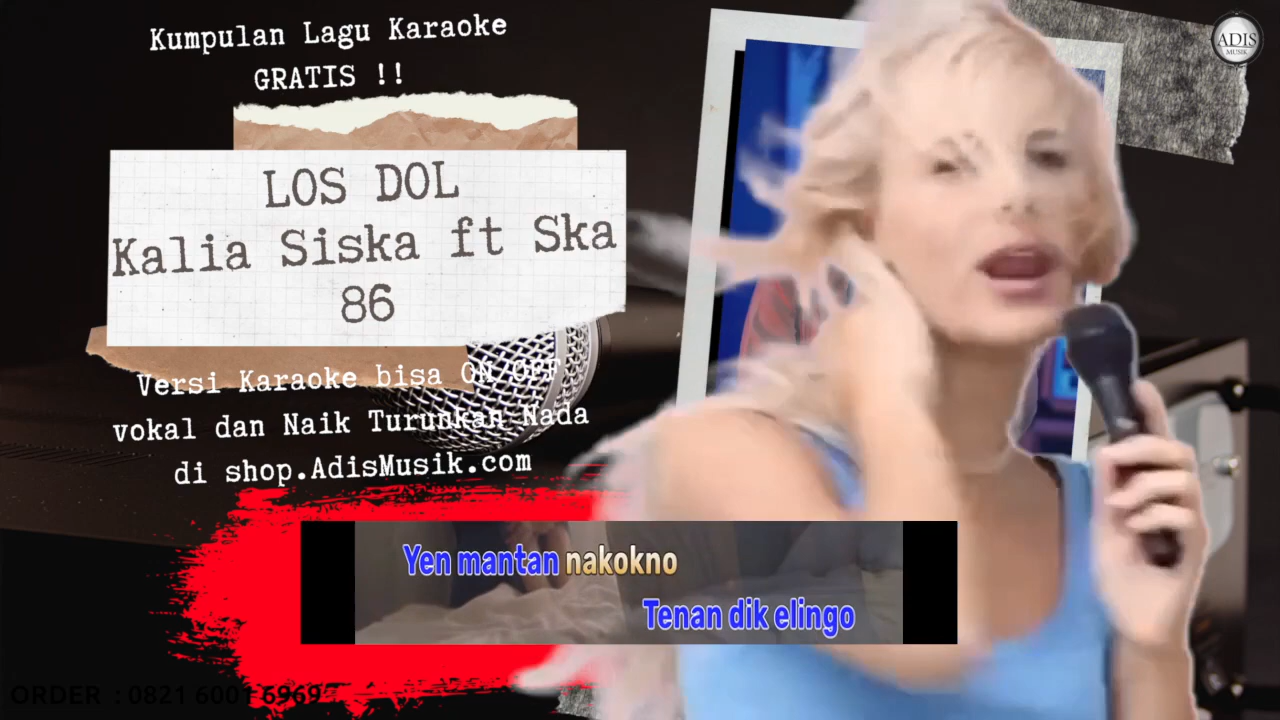 Kumpulan Lagu Karaoke
GRATIS !!
ADIS
MUSIK
LOS DOL
Kalia Siska ft Ska
86
Versi Karaoke bisa ON OFF
vokal dan Naik Turunkan Nada
di shop.AdisMusik.com
Yen mantan nakokno
Tenan dik elingo
ORDER : 0821 6001 6969